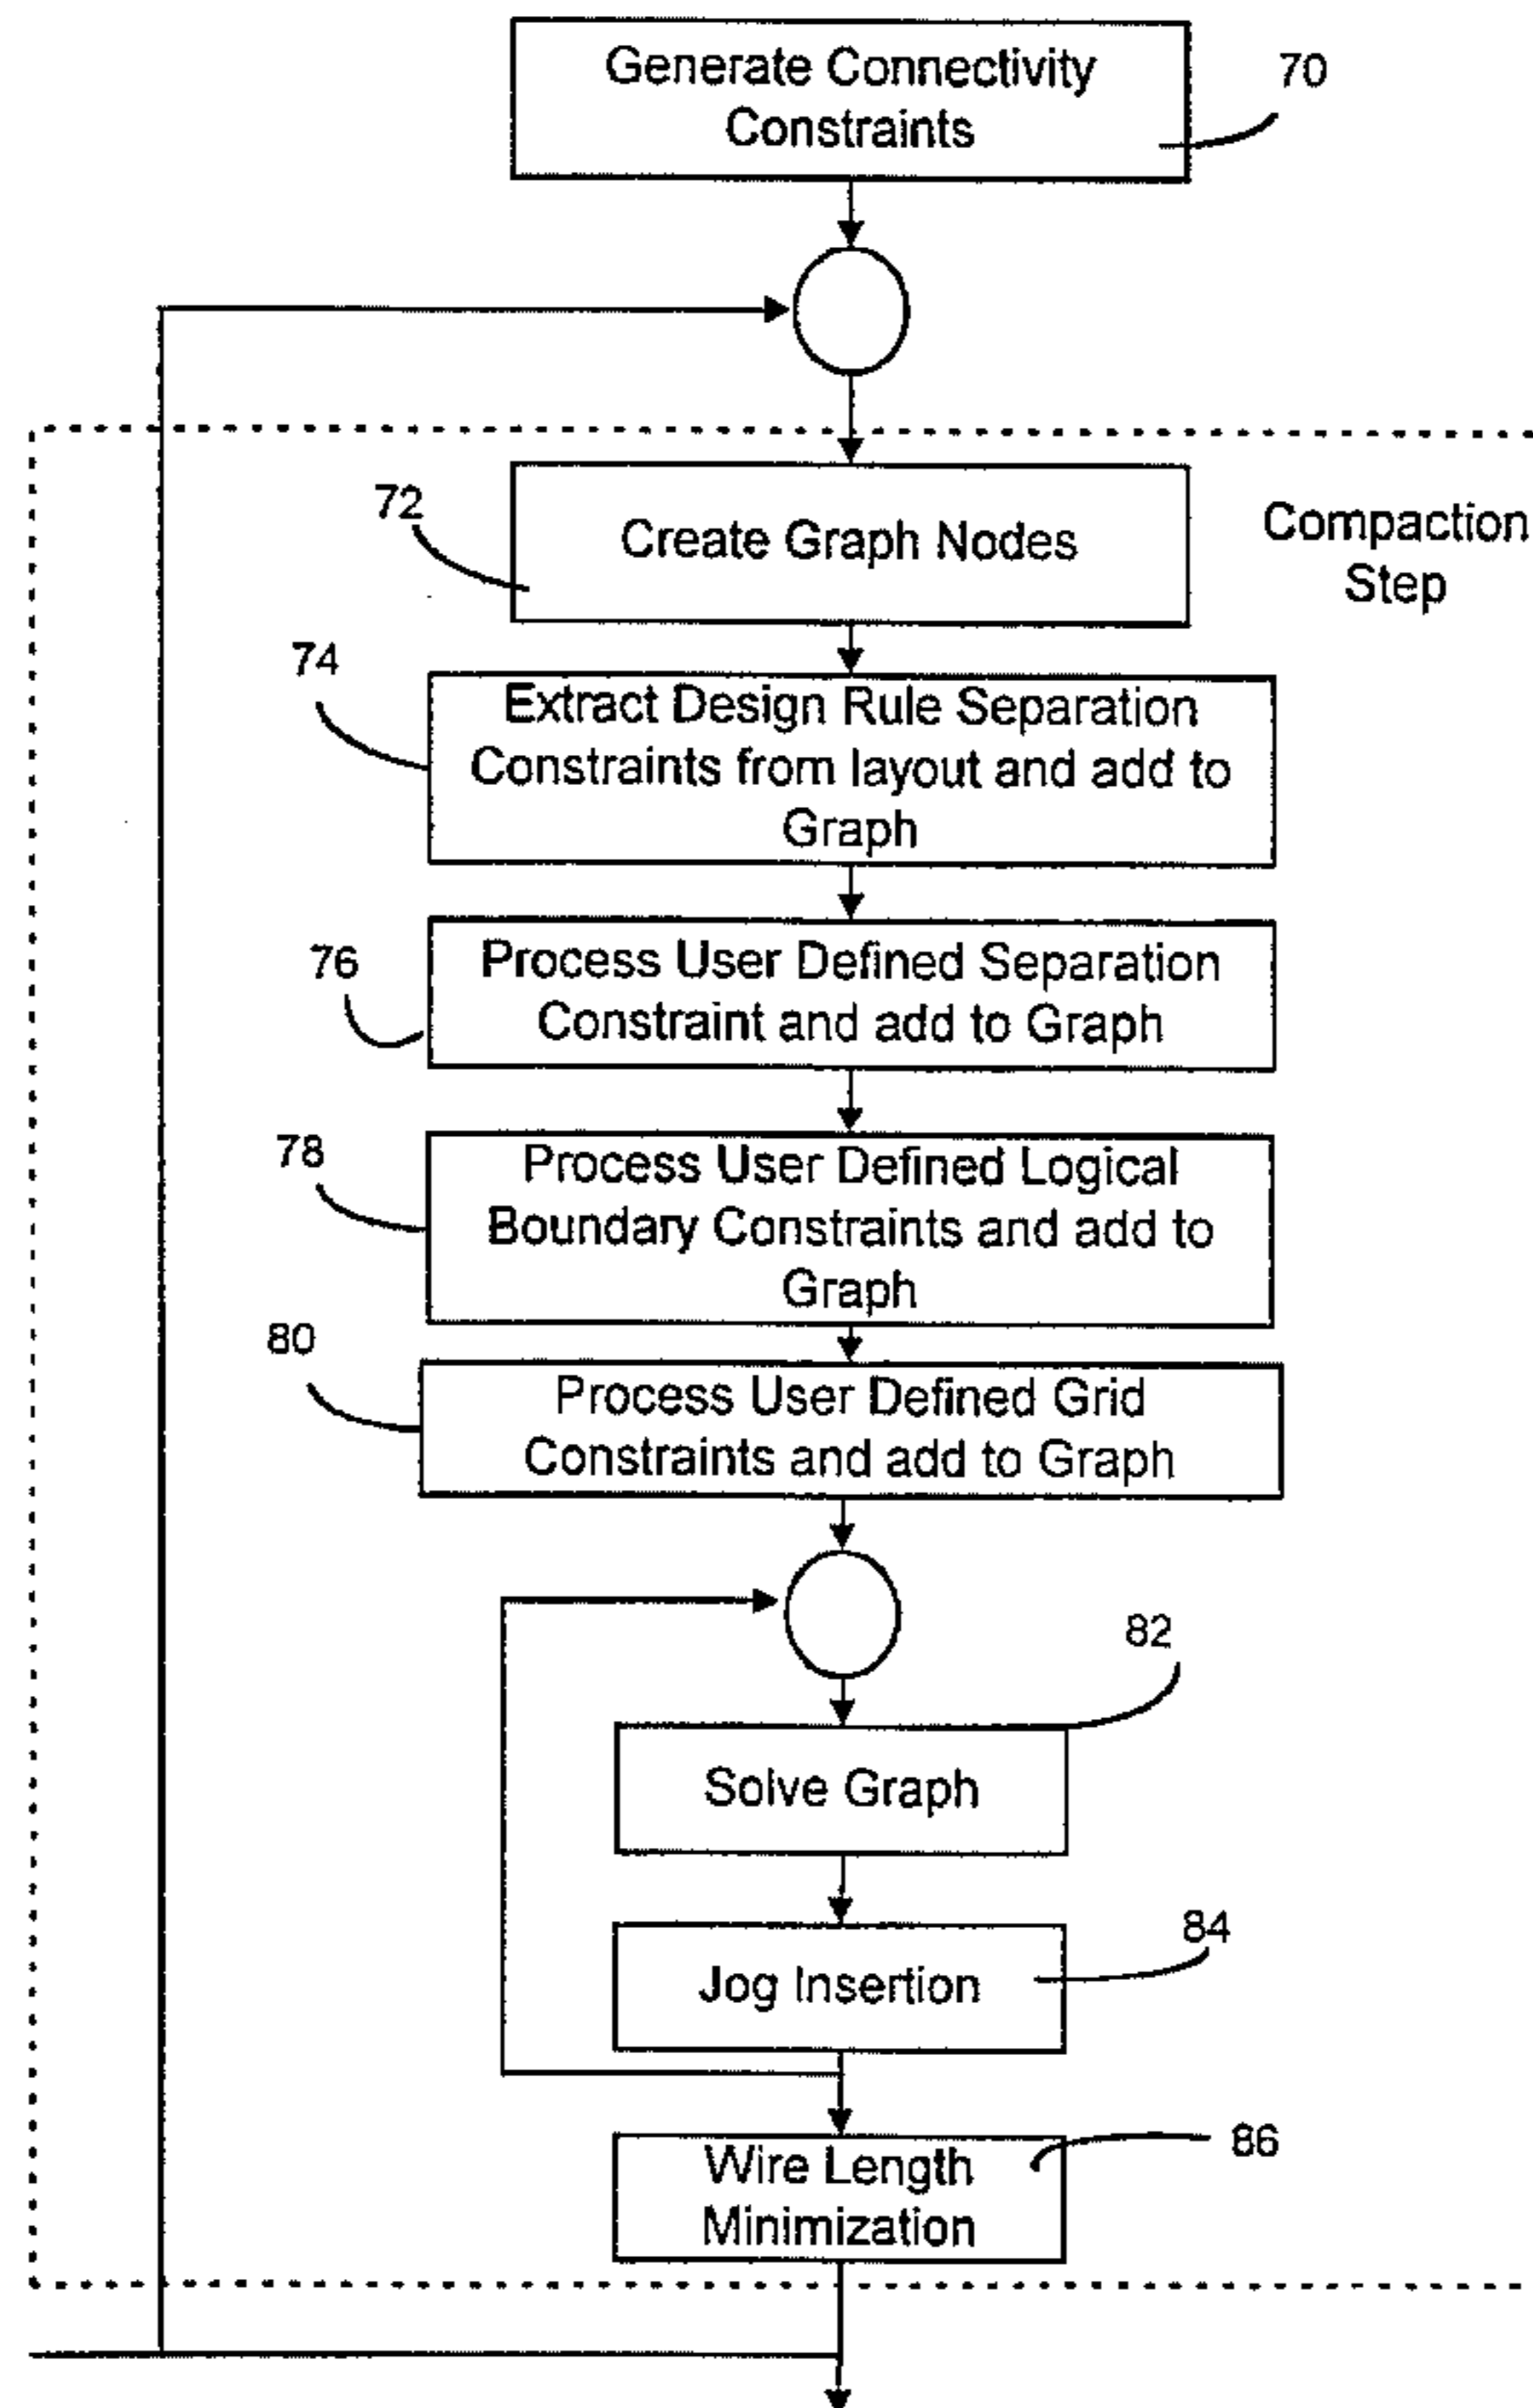 Generate Connectivity
Constraints
70
72
Create Graph Nodes
Compaction
Step
74
Extract Design Rule Separation
Constraints from layout and add to
Graph
76
Process User Defined Separation
Constraint and add to Graph
78
Process User Defined Logical
Boundary Constraints and add to
Graph
80
Process User Defined Grid
Constraints and add to Graph
82
Solve Graph
84
Jog Insertion
86
Wire Length
Minimization